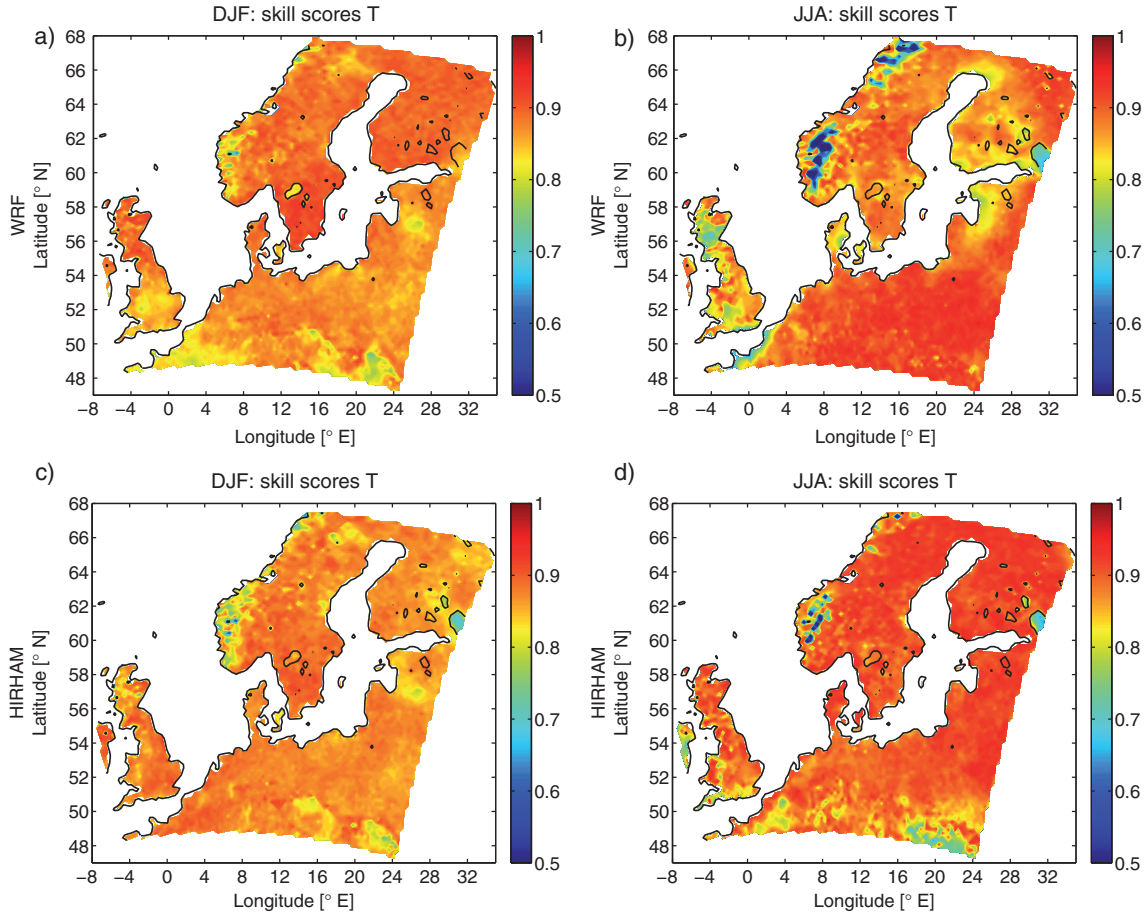 DJF: skill scores T
JJA: skill scores T
a)
b)
68
66
64
62
60
58
56
54
52
50
48
WRF
Latitude [° N]
−8 −4 0 4 8 12 16 20 24 28 32
Longitude [° E]
1
0.9
0.8
0.7
0.6
0.5
68
66
64
62
60
58
56
54
52
50
48
WRF
Latitude [° N]
−8 −4 0 4 8 12 16 20 24 28 32
Longitude [° E]
1
0.9
0.8
0.7
0.6
0.5
c)
DJF: skill scores T
d)
JJA: skill scores T
68
66
64
62
60
58
56
54
52
50
48
HIRHAM
Latitude [° N]
−8 −4 0 4 8 12 16 20 24 28 32
Longitude [° E]
1
0.9
0.8
0.7
0.6
0.5
68
66
64
62
60
58
56
54
52
50
48
HIRHAM
Latitude [° N]
−8 −4 0 4 8 12 16 20 24 28 32
Longitude [° E]
1
0.9
0.8
0.7
0.6
0.5